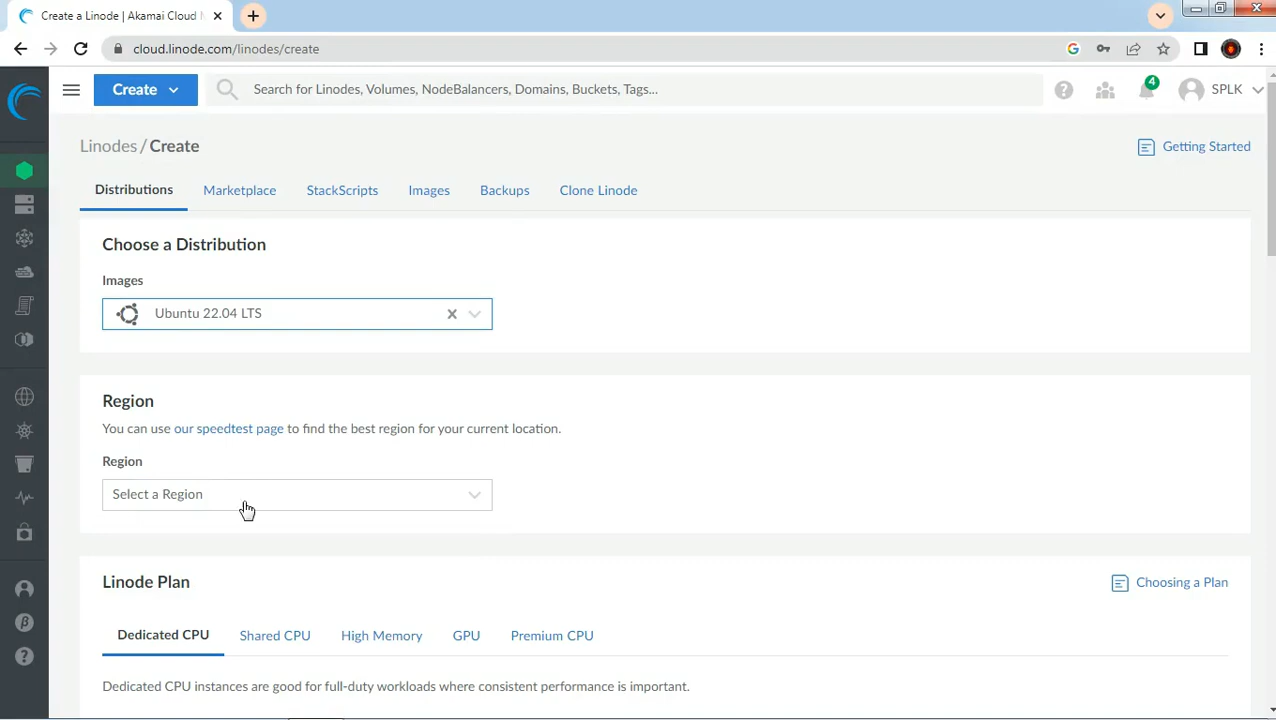 Create a Linode | Akamai Cloud
cloud.linode.com/linodes/create
Create
Search for Linodes, Volumes, NodeBalancers, Domains, Buckets, Tags...
4
SPLK
Linodes / Create
Getting Started
Distributions
Marketplace
StackScripts
Images
Backups
Clone Linode
Choose a Distribution
Images
Ubuntu 22.04 LTS
Region
You can use our speedtest page to find the best region for your current location.
Region
Select a Region
Linode Plan
Choosing a Plan
Dedicated CPU
Shared CPU
High Memory
GPU
Premium CPU
Dedicated CPU instances are good for full-duty workloads where consistent performance is important.